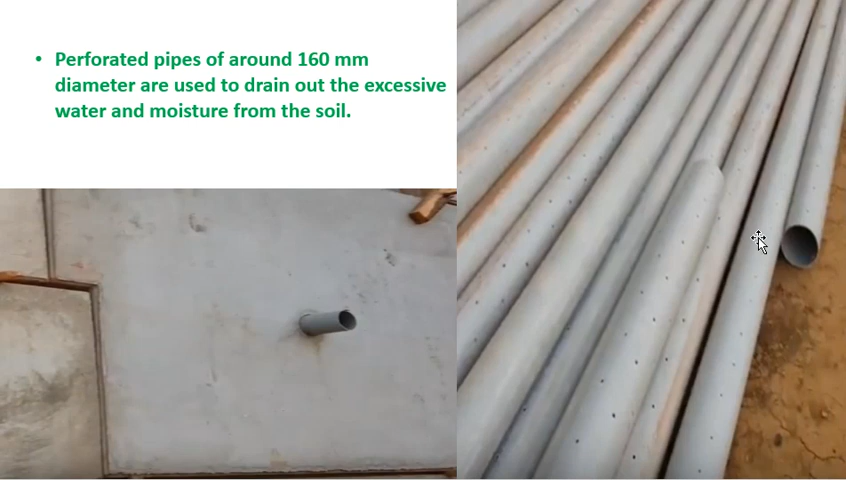 • Perforated pipes of around 160 mm
diameter are used to drain out the excessive
water and moisture from the soil.